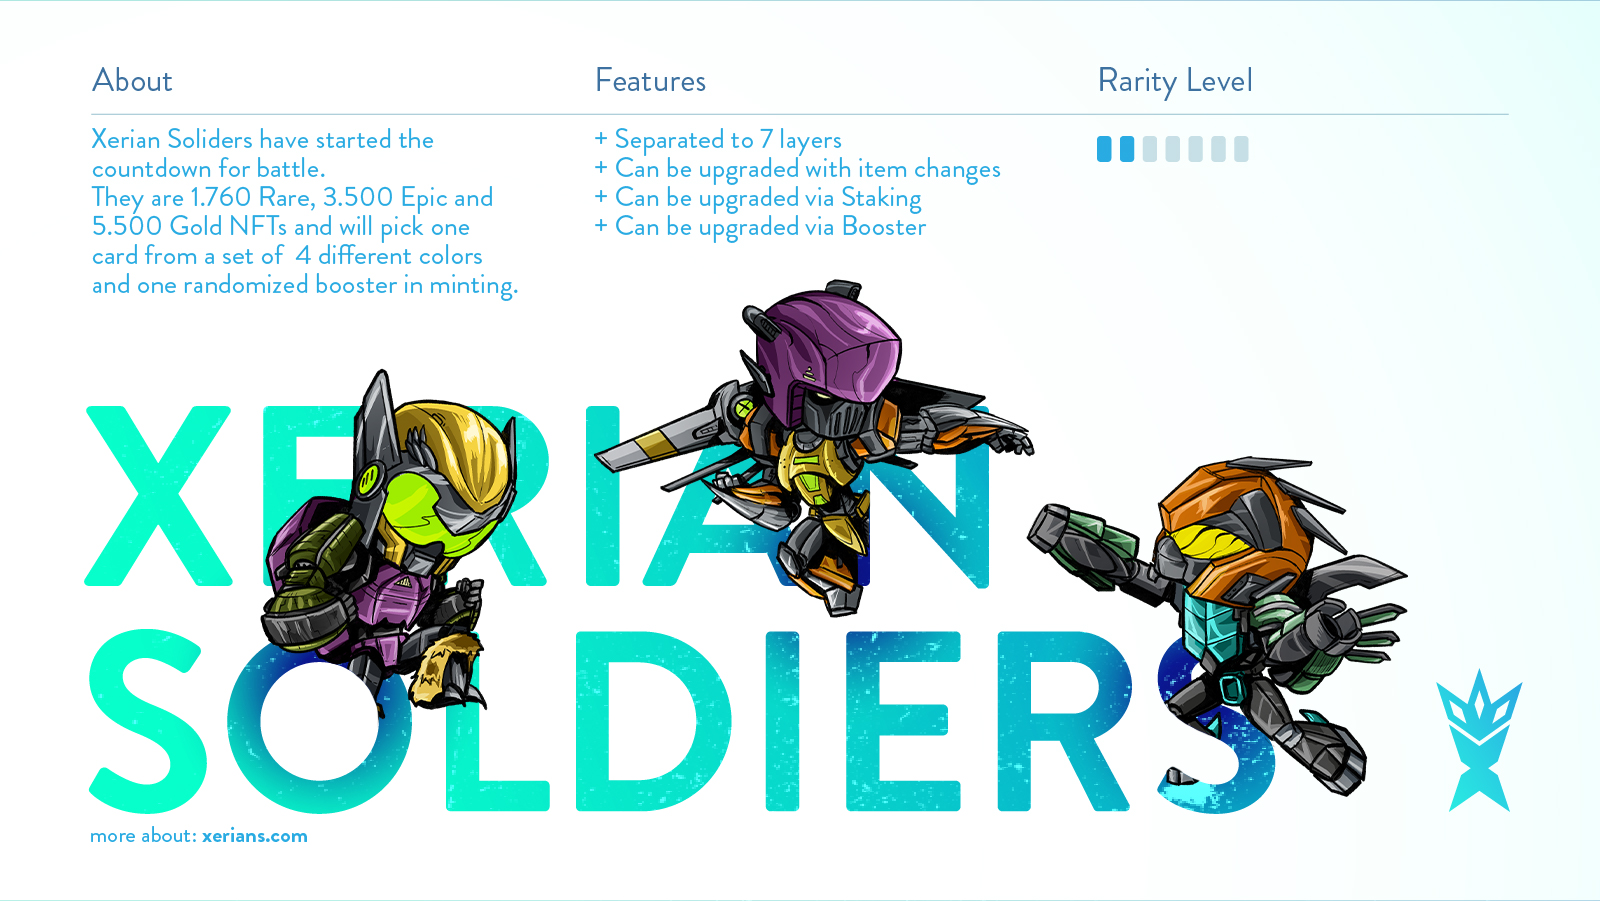 About
Xerian Soliders have started the
countdown for battle.
They are 1.760 Rare, 3.500 Epic and
5.500 Gold NFTs and will pick one
card from a set of 4 different colors
and one randomized booster in minting.
Features
+ Separated to 7 layers
+ Can be upgraded with item changes
+ Can be upgraded via Staking
+ Can be upgraded via Booster
Rarity Level
XERIAN
SOLDIERS
more about: xerians.com